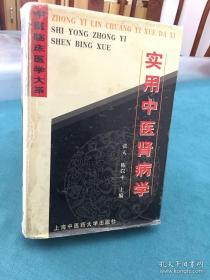 ZHONG YI LIN CHUANG YI XUE DA XI
SHI YONG ZHONG YI
SHEN BING XUE
中医临床医学大系
实用中医肾病学
主编
上海中医药大学出版社